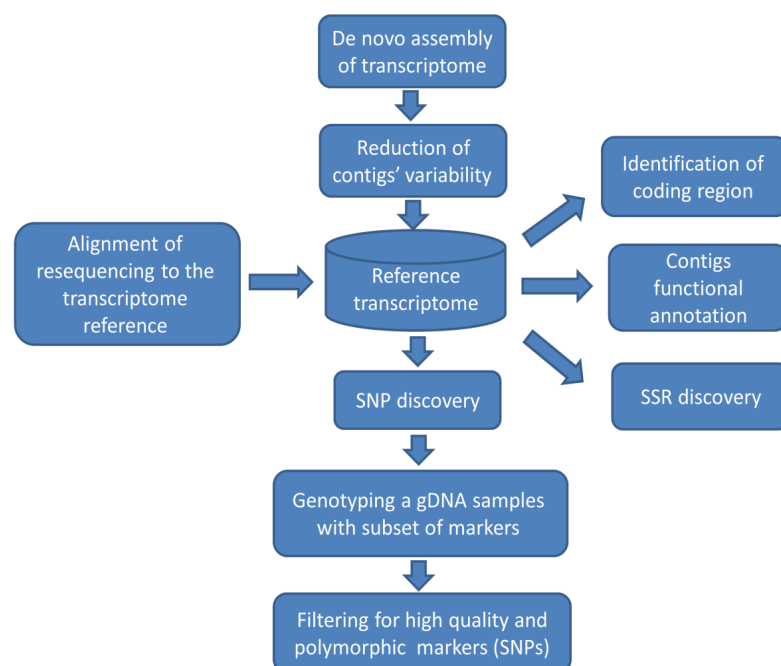 De novo assembly
of transcriptome
Reduction of
contigs' variability
Identification of
coding region
Alignment of
resequencing to the
transcriptome
reference
Reference
transcriptome
Contigs
functional
annotation
SNP discovery
SSR discovery
Genotyping a gDNA samples
with subset of markers
Filtering for high quality and
polymorphic markers (SNPs)